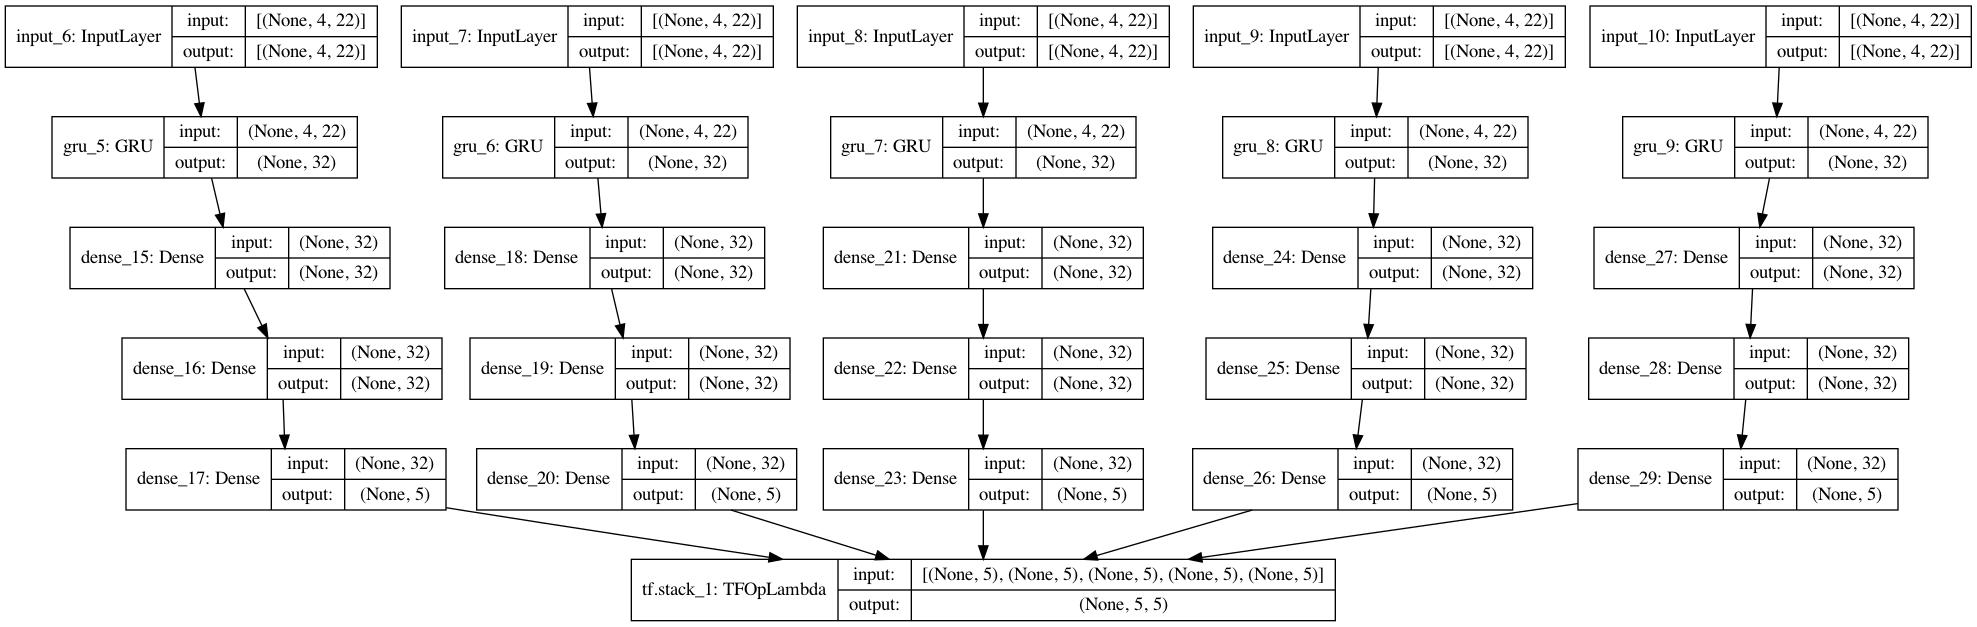 input_6: InputLayer input: [(None, 4, 22)] output: [(None, 4, 22)]
input_7: InputLayer input: [(None, 4, 22)] output: [(None, 4, 22)]
input_8: InputLayer input: [(None, 4, 22)] output: [(None, 4, 22)]
input_9: InputLayer input: [(None, 4, 22)] output: [(None, 4, 22)]
input_10: InputLayer input: [(None, 4, 22)] output: [(None, 4, 22)]
gru_5: GRU input: (None, 4, 22) output: (None, 32)
gru_6: GRU input: (None, 4, 22) output: (None, 32)
gru_7: GRU input: (None, 4, 22) output: (None, 32)
gru_8: GRU input: (None, 4, 22) output: (None, 32)
gru_9: GRU input: (None, 4, 22) output: (None, 32)
dense_15: Dense input: (None, 32) output: (None, 32)
dense_18: Dense input: (None, 32) output: (None, 32)
dense_21: Dense input: (None, 32) output: (None, 32)
dense_24: Dense input: (None, 32) output: (None, 32)
dense_27: Dense input: (None, 32) output: (None, 32)
dense_16: Dense input: (None, 32) output: (None, 32)
dense_19: Dense input: (None, 32) output: (None, 32)
dense_22: Dense input: (None, 32) output: (None, 32)
dense_25: Dense input: (None, 32) output: (None, 32)
dense_28: Dense input: (None, 32) output: (None, 32)
dense_17: Dense input: (None, 32) output: (None, 5)
dense_20: Dense input: (None, 32) output: (None, 5)
dense_23: Dense input: (None, 32) output: (None, 5)
dense_26: Dense input: (None, 32) output: (None, 5)
dense_29: Dense input: (None, 32) output: (None, 5)
tf.stack_1: TFOpLambda input: [(None, 5), (None, 5), (None, 5), (None, 5), (None, 5)] output: (None, 5, 5)